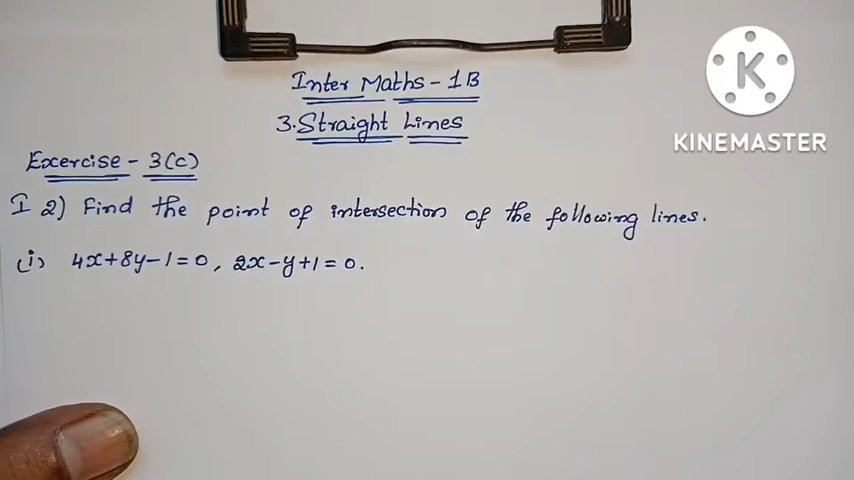 Inter Maths - 1B
3. Straight Lines
K
KINEMASTER
Exercise - 3(c)
I 2) Find the point of intersection of the following lines.
(i) 4x+8y-1=0, 2x-y+1=0.